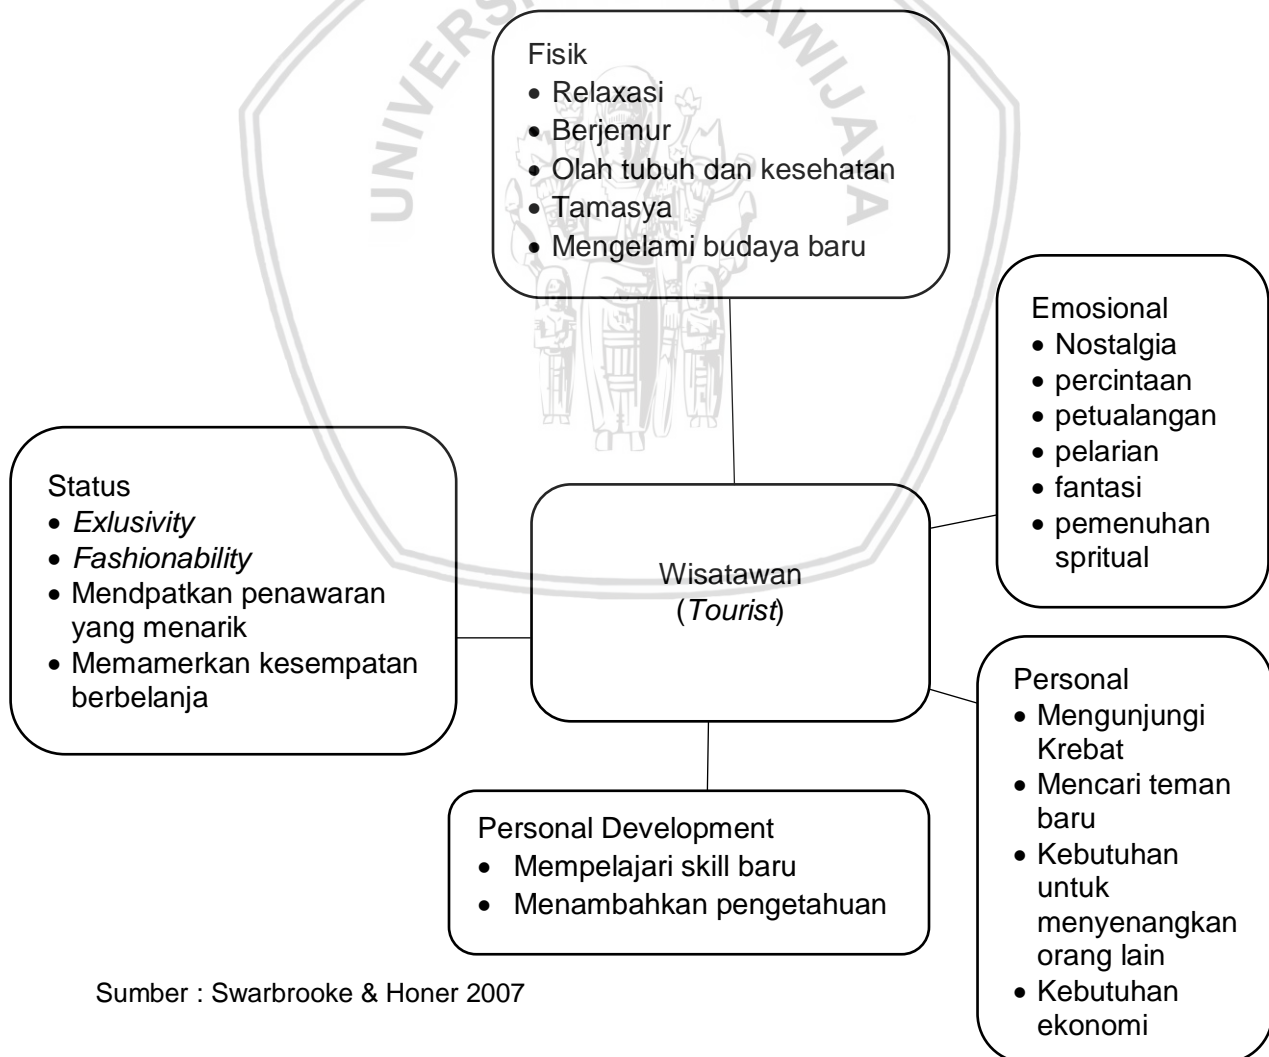 UNIVERS
RAWIJAYA
Fisik
• Relaxasi
• Berjemur
• Olah tubuh dan kesehatan
• Tamasya
• Mengelami budaya baru
Emosional
• Nostalgia
• percintaan
• petualangan
• pelarian
• fantasi
• pemenuhan
spritual
Status
• Exlusivity
• Fashionability
• Mendpatkan penawaran
yang menarik
• Memamerkan kesempatan
berbelanja
Wisatawan
(Tourist)
Personal
• Mengunjungi
Krebat
• Mencari teman
baru
• Kebutuhan
untuk
menyenangkan
orang lain
• Kebutuhan
ekonomi
Personal Development
• Mempelajari skill baru
• Menambahkan pengetahuan
Sumber : Swarbrooke & Honer 2007